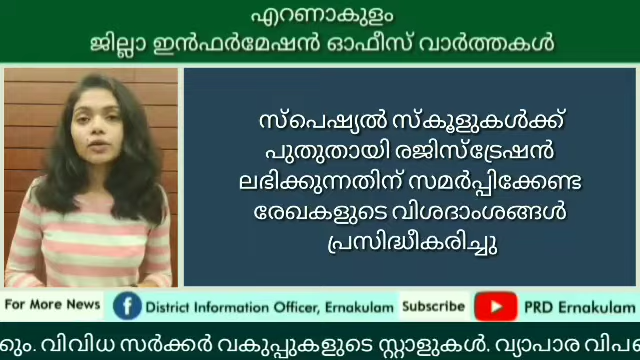 എറണാകുളം
ജില്ലാ ഇൻഫർമേഷൻ ഓഫീസ് വാർത്തകൾ
സ്പെഷ്യൽ സ്കൂളുകൾക്ക്
പുതുതായി രജിസ്ട്രേഷൻ
ലഭിക്കുന്നതിന് സമർപ്പിക്കേണ്ട
രേഖകളുടെ വിശദാംശങ്ങൾ
പ്രസിദ്ധീകരിച്ചു
For More News District Information Officer, Ernakulam Subscribe PRD Ernakulam
വിവിധ സർക്കർ വകുപ്പുകളുടെ സ്റ്റാളുകൾ. വ്യാപാര